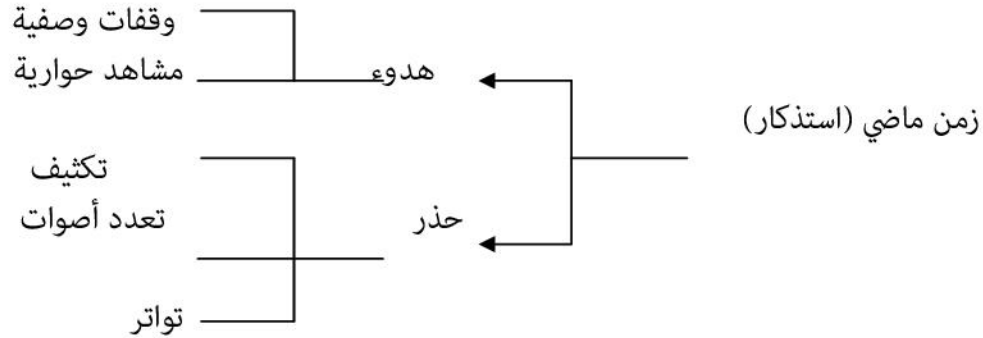 زمن ماضي (استذكار)
هدوء
وقفات وصفية
مشاهد حوارية
حذر
تكثيف
تعدد أصوات
تواتر